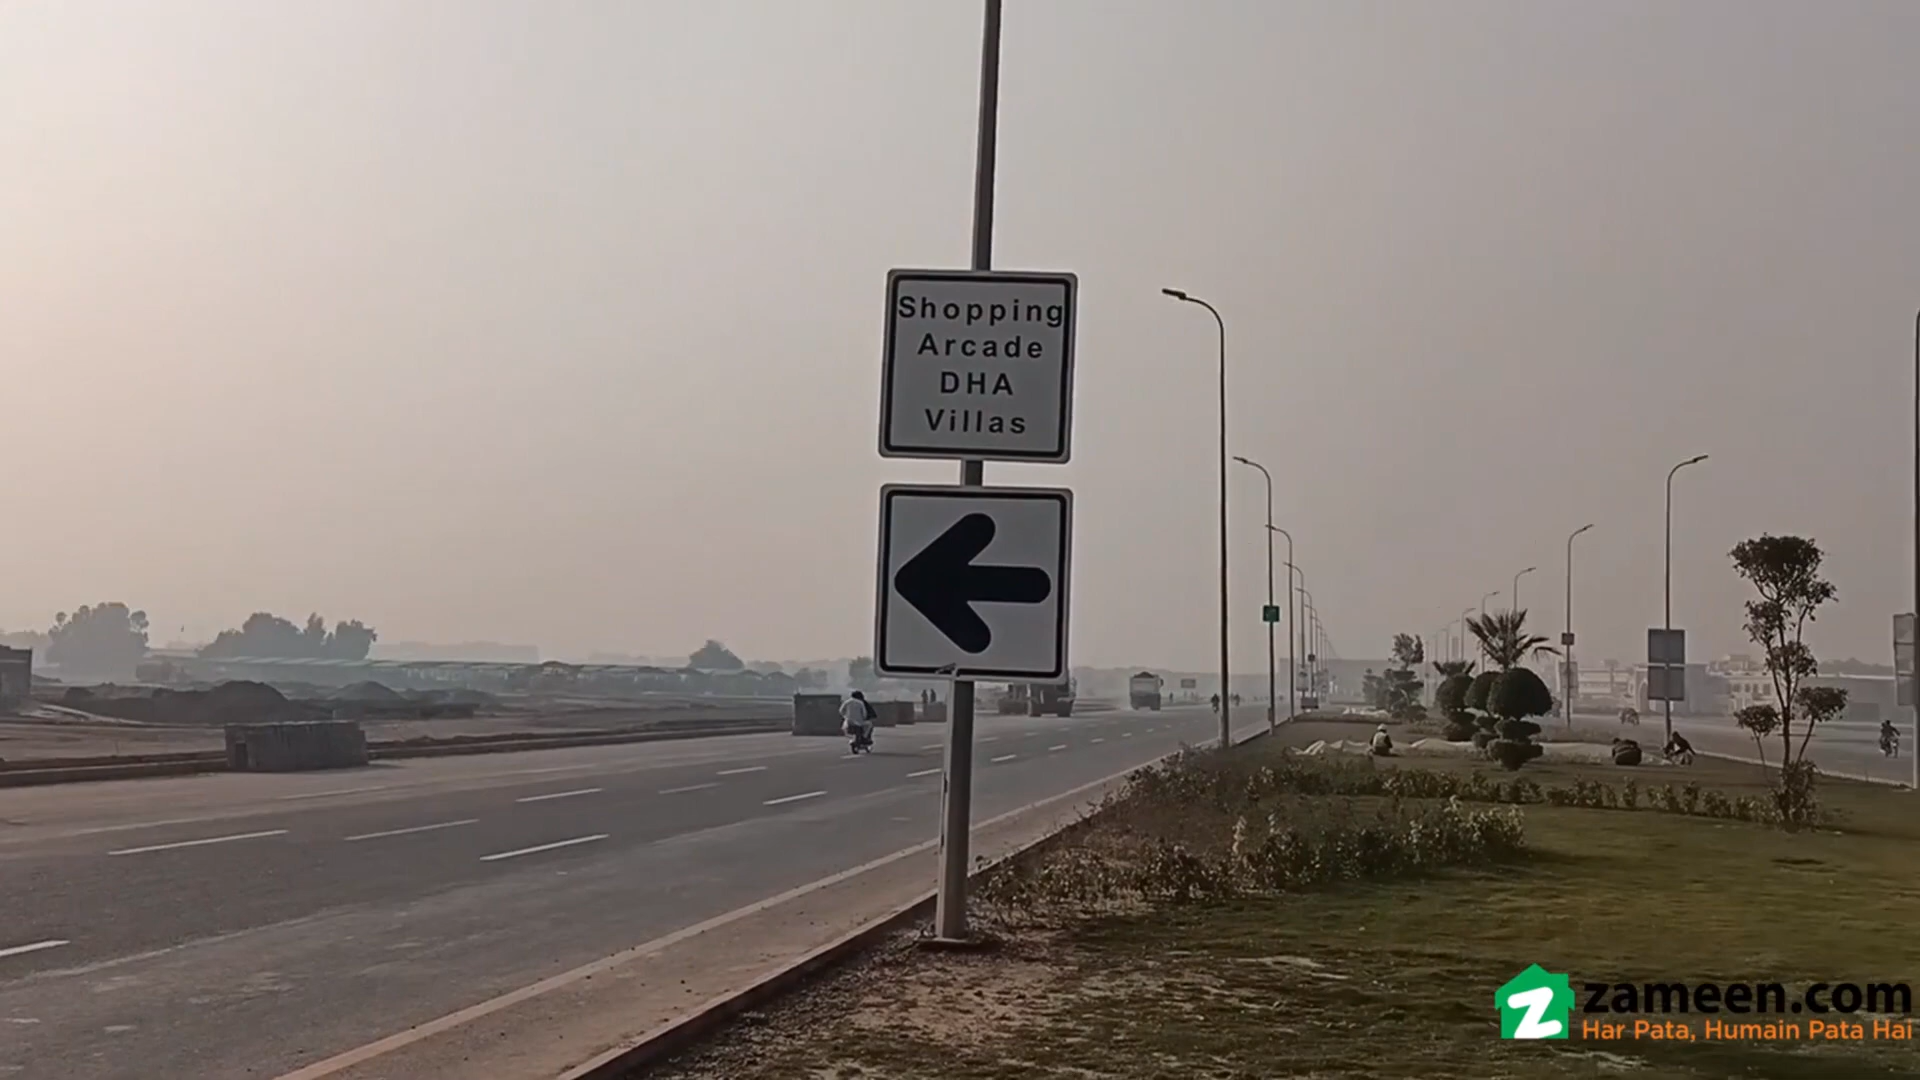 Shopping
Arcade
DHA
Villas
zameen.com
Har Pata, Humain Pata Hai